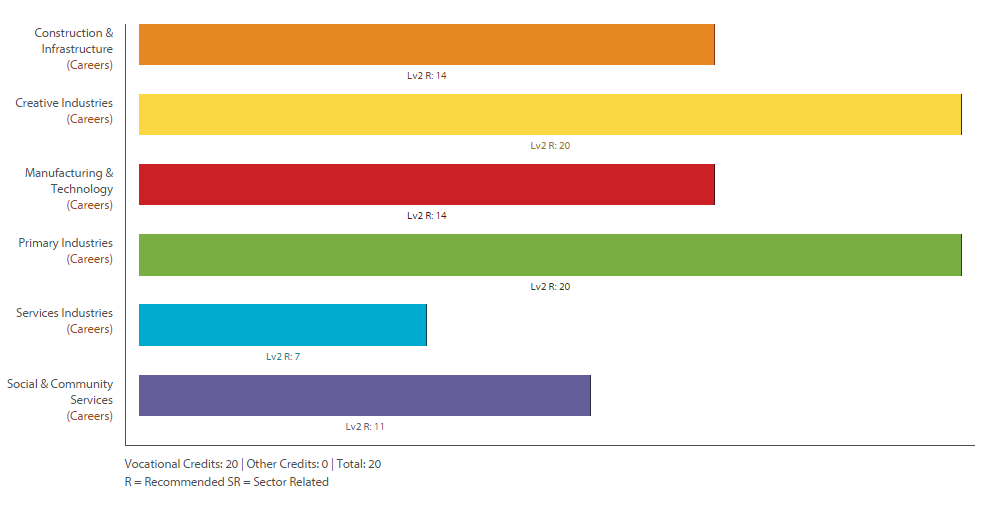 Construction &
Infrastructure
(Careers)
Lv2 R: 14
Creative Industries
(Careers)
Lv2 R: 20
Manufacturing &
Technology
(Careers)
Lv2 R: 14
Primary Industries
(Careers)
Lv2 R: 20
Services Industries
(Careers)
Lv2 R: 7
Social & Community
Services
(Careers)
Lv2 R: 11
Vocational Credits: 20 | Other Credits: 0 | Total: 20
R = Recommended SR = Sector Related